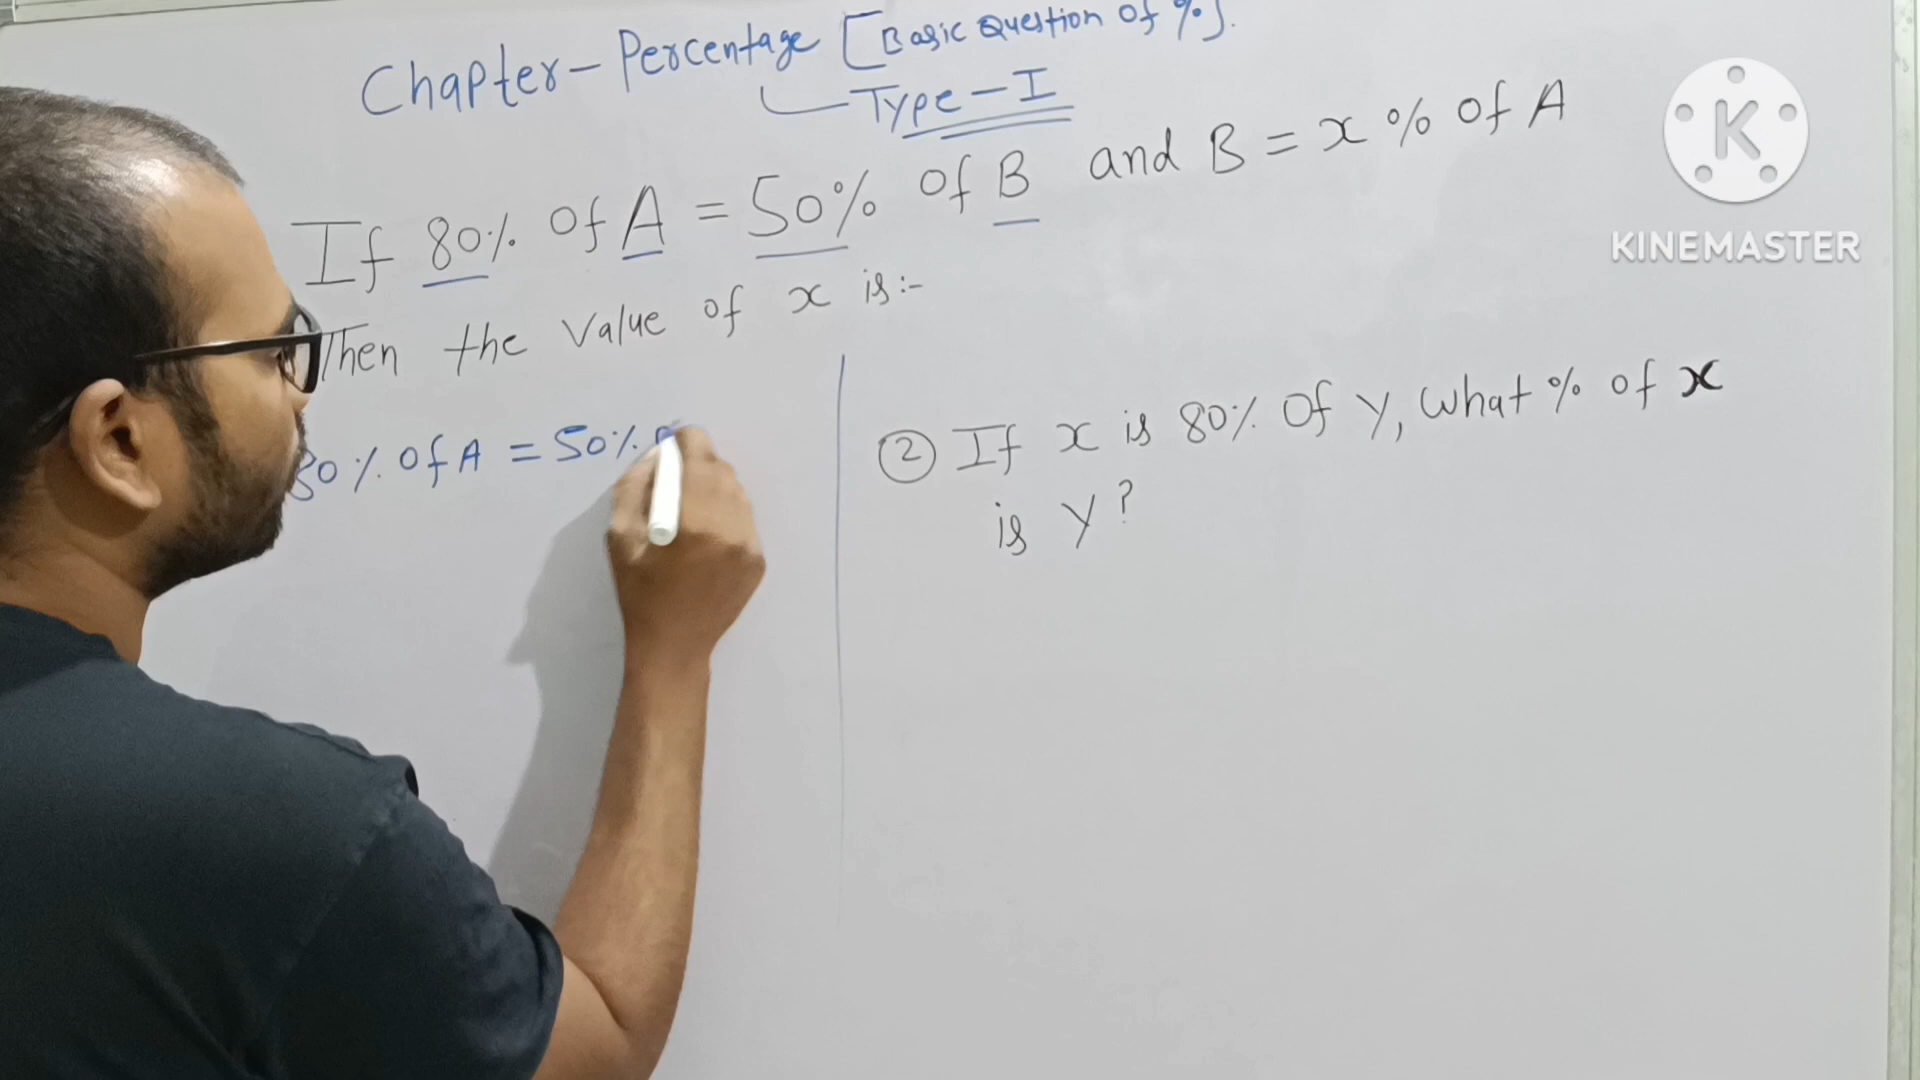 Chapter - Percentage [Basic Question of %].
Type - I
If 80% of A = 50% of B and B = x % of A
Then the value of x is :-
80% of A = 50%
② If x is 80% of y, what % of x
is y?
K
KINEMASTER